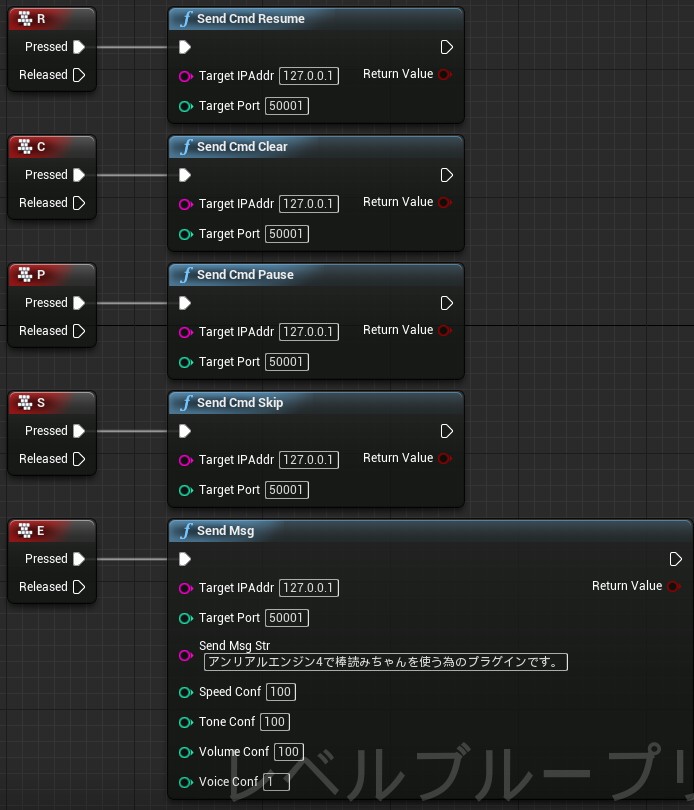 R
Pressed
Released
Send Cmd Resume
Target IPAddr 127.0.0.1
Return Value
Target Port 50001
C
Pressed
Released
Send Cmd Clear
Target IPAddr 127.0.0.1
Return Value
Target Port 50001
P
Pressed
Released
Send Cmd Pause
Target IPAddr 127.0.0.1
Return Value
Target Port 50001
S
Pressed
Released
Send Cmd Skip
Target IPAddr 127.0.0.1
Return Value
Target Port 50001
E
Pressed
Released
Send Msg
Target IPAddr 127.0.0.1
Return Value
Target Port 50001
Send Msg Str
アンリアルエンジン4で棒読みちゃんを使う為のプラグインです。
Speed Conf 100
Tone Conf 100
Volume Conf 100
Voice Conf 1
レベルブループリ